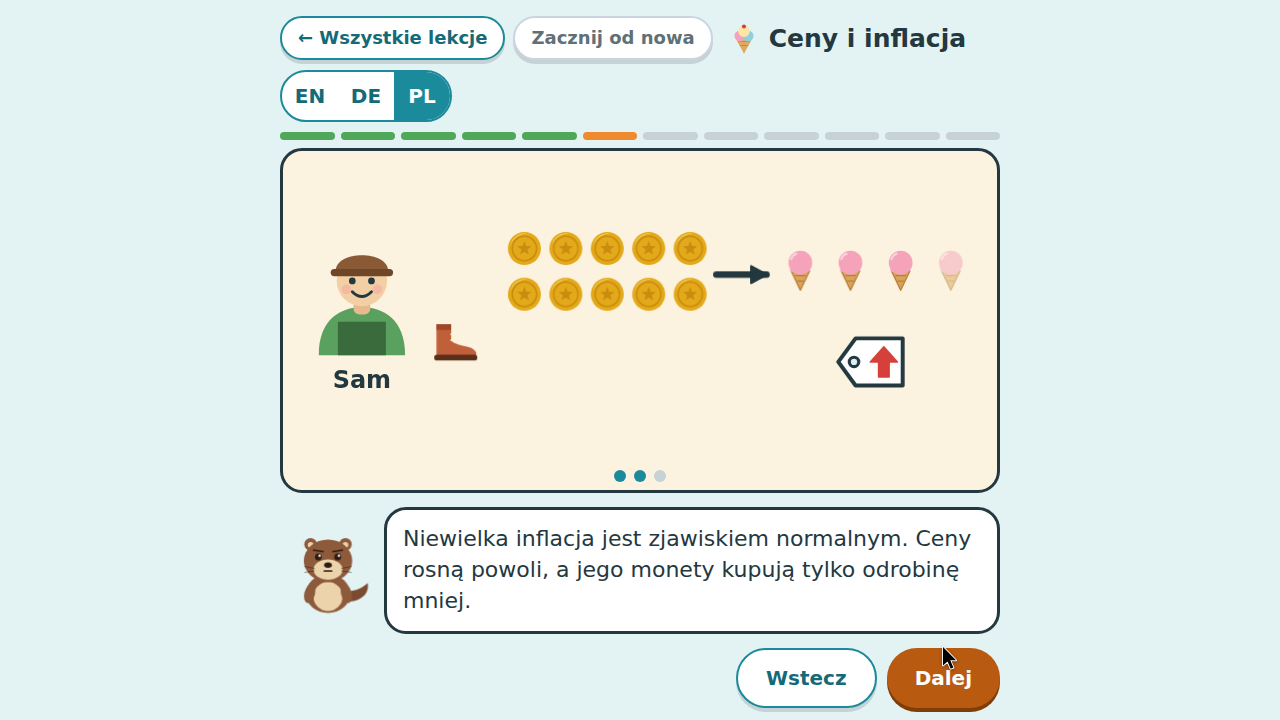 ← Wszystkie lekcje
Zacznij od nowa
Ceny i inflacja
EN DE PL
Sam
Niewielka inflacja jest zjawiskiem normalnym. Ceny
rosną powoli, a jego monety kupują tylko odrobinę
mniej.
Wstecz
Dalej